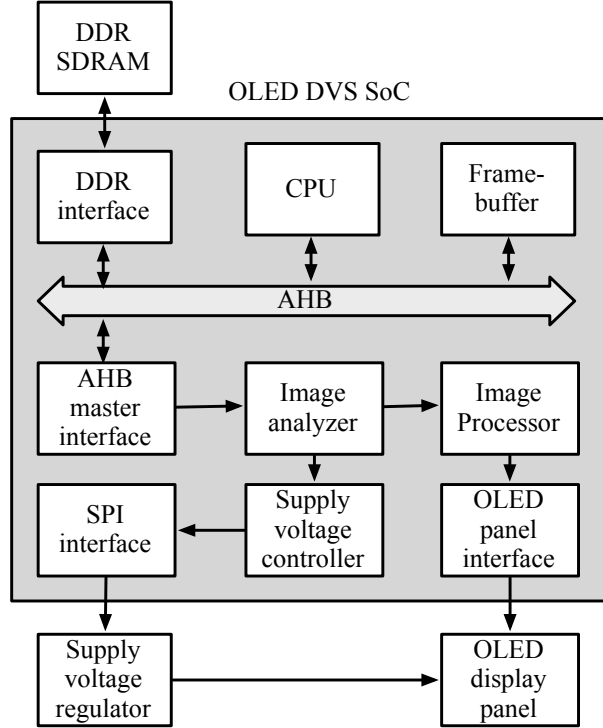 DDR
SDRAM
OLED DVS SoC
DDR
interface
CPU
Frame-
buffer
AHB
AHB
master
interface
Image
analyzer
Image
Processor
SPI
interface
Supply
voltage
controller
OLED
panel
interface
Supply
voltage
regulator
OLED
display
panel